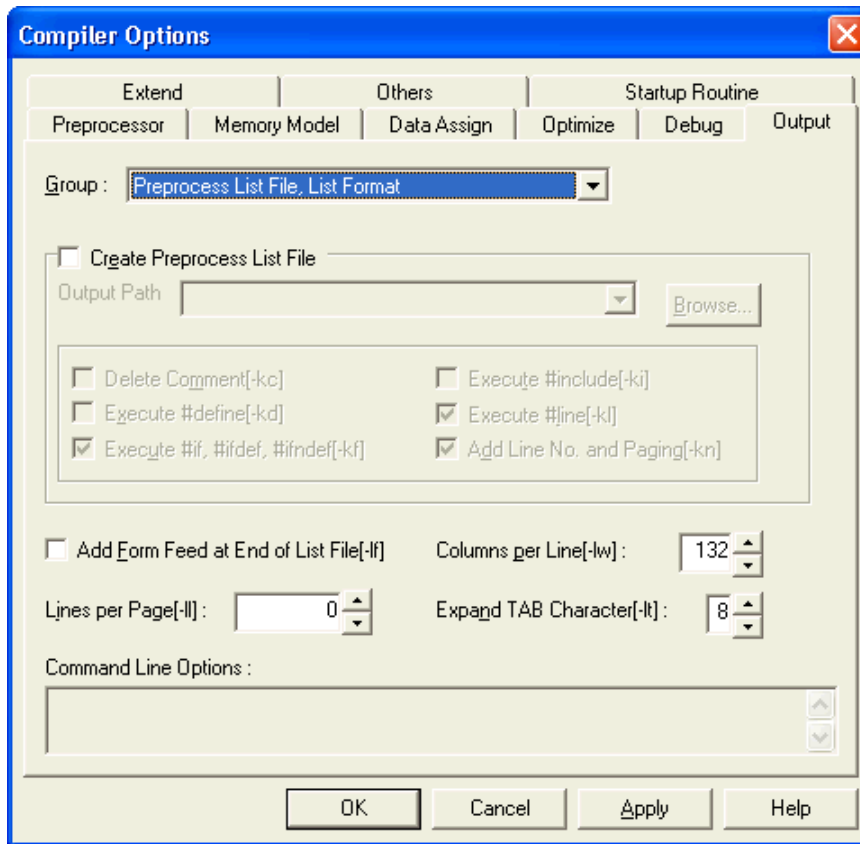 Compiler Options
Extend Others Startup Routine
Preprocessor Memory Model Data Assign Optimize Debug Output
Group : Preprocess List File, List Format
Create Preprocess List File
Output Path Browse...
Delete Comment[-kc] Execute #include[-ki]
Execute #define[-kd] Execute #line[-kl]
Execute #if, #ifdef, #ifndef[-kf] Add Line No. and Paging[-kn]
Add Form Feed at End of List File[-lf] Columns per Line[-lw] : 132
Lines per Page[-ll] : 0 Expand TAB Character[-lt] : 8
Command Line Options :
OK Cancel Apply Help